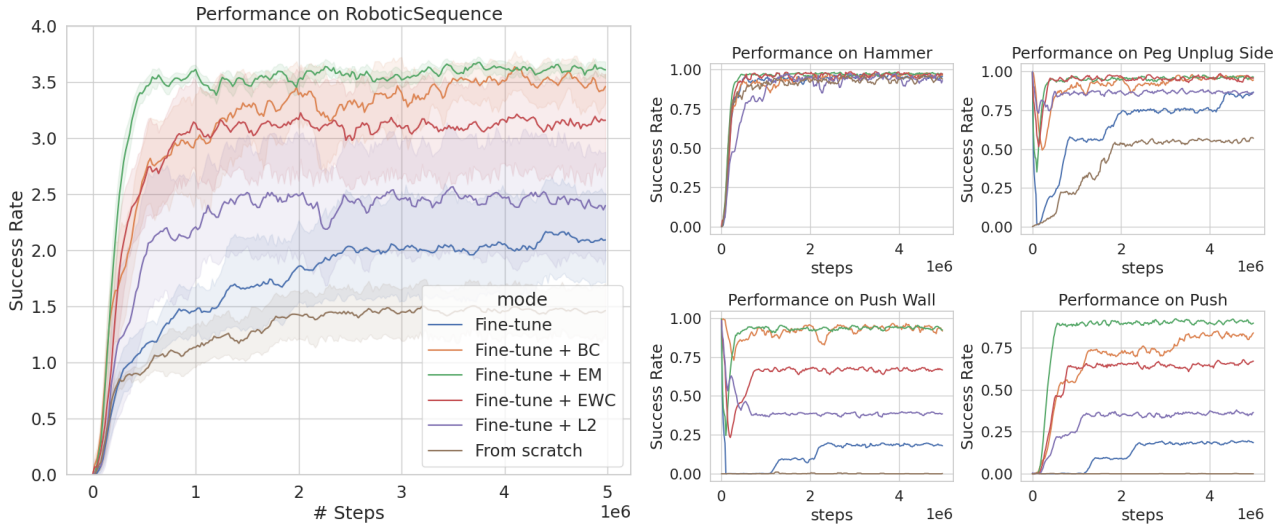 Performance on RoboticSequence
Success Rate
4.0
3.5
3.0
2.5
2.0
1.5
1.0
0.5
0.0
mode
Fine-tune
Fine-tune + BC
Fine-tune + EM
Fine-tune + EWC
Fine-tune + L2
From scratch
0 1 2 3 4 5
1e6
# Steps
Performance on Hammer
Success Rate
1.00
0.75
0.50
0.25
0.00
0 2 4
1e6
steps
Performance on Peg Unplug Side
Success Rate
1.00
0.75
0.50
0.25
0.00
0 2 4
1e6
steps
Performance on Push Wall
Success Rate
1.00
0.75
0.50
0.25
0.00
0 2 4
1e6
steps
Performance on Push
Success Rate
0.75
0.50
0.25
0.00
0 2 4
1e6
steps